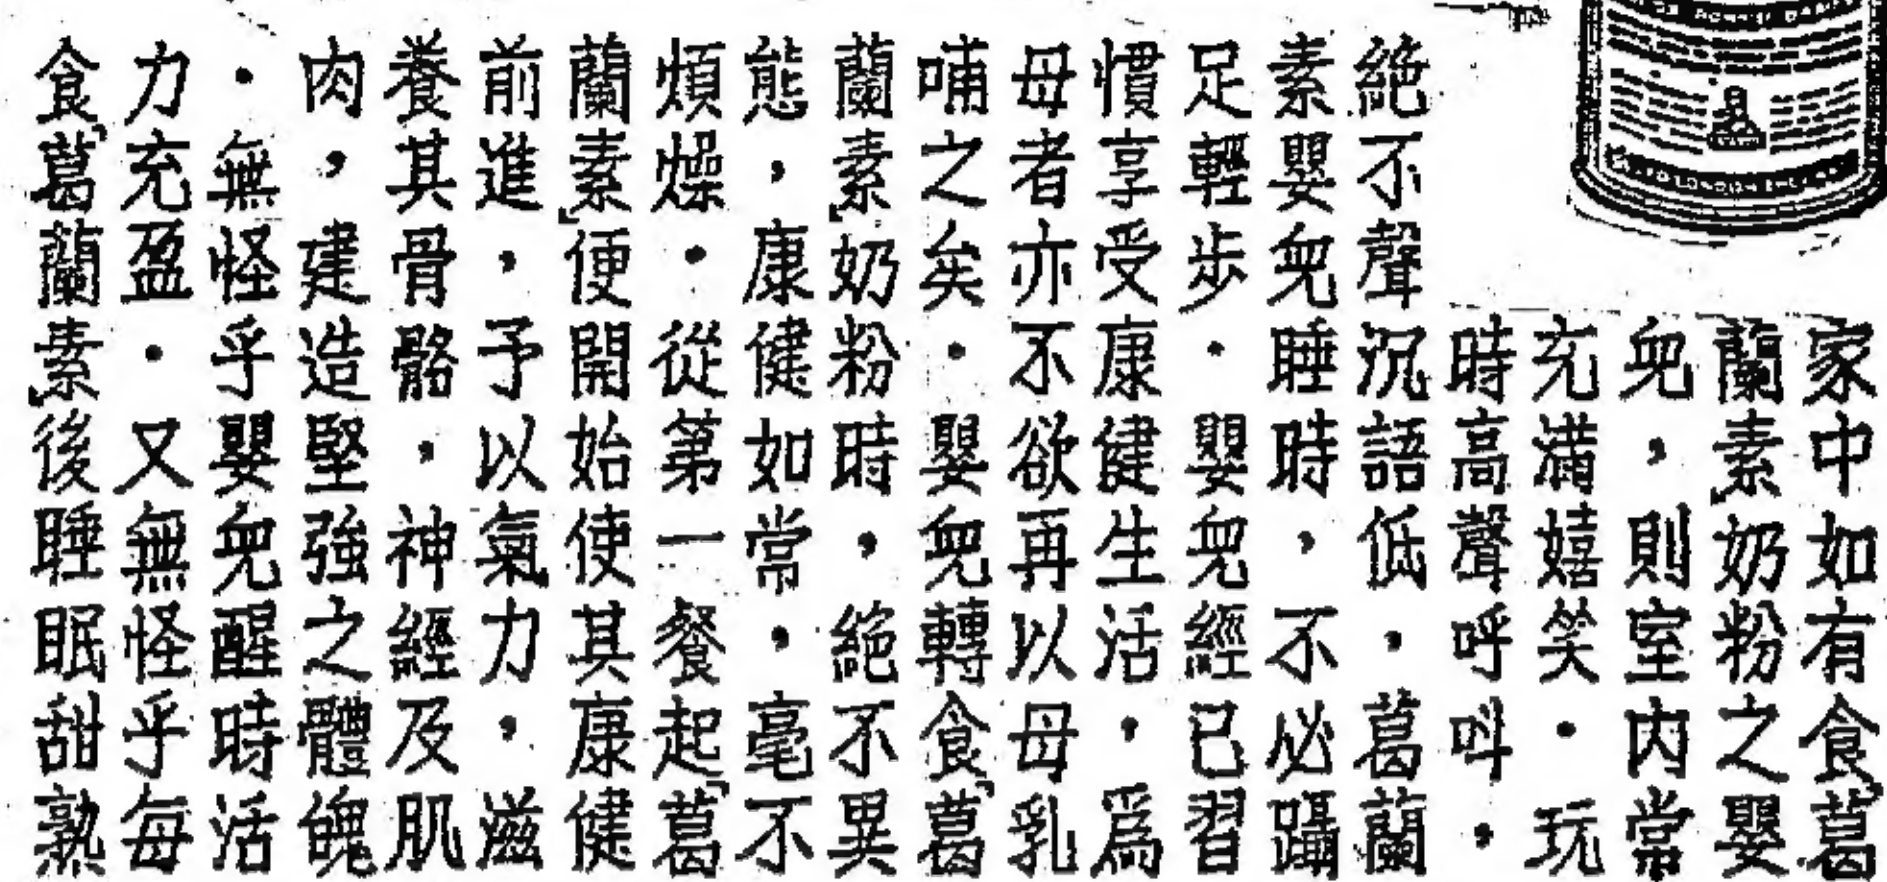 家中如有食「葛
蘭素」奶粉之嬰
兒，則室內常
充滿嬉笑・玩
時高聲呼呌，
絕不聲沉語低，葛蘭
素嬰兒睡時，不必躡
足輕步・嬰兒經已習
慣享受康健生活，爲
母者亦不欲再以母乳
哺之矣・嬰兒轉食「葛
蘭素」奶粉時，絕不異
態，康健如常，毫不
煩燥・從第一餐起「葛
蘭素」便開始使其康健
前進，予以氣力，滋
養其骨骼，神經及肌
肉，建造堅強之體魄
・無怪乎嬰兒醒時活
力充盈・又無怪乎每
食「葛蘭素」後睡眠甜熟